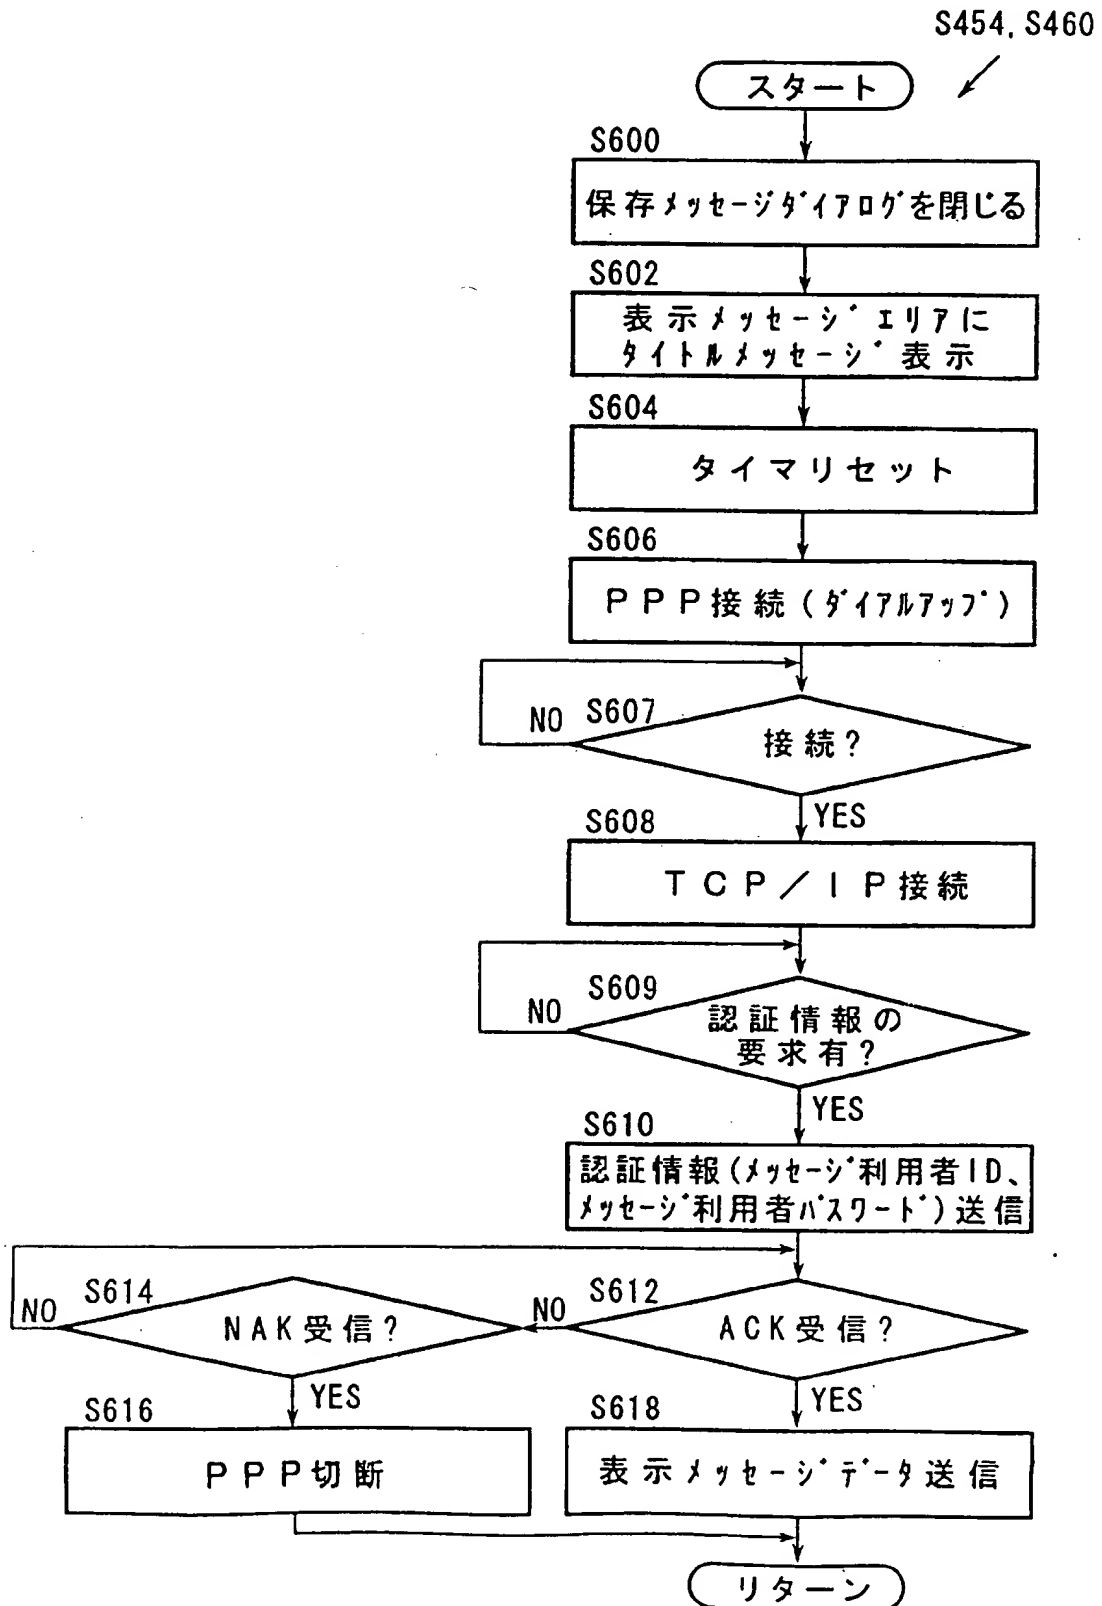 S454, S460
スタート
S600
保存メッセージダイアログを閉じる
S602
表示メッセージエリアに
タイトルメッセージ表示
S604
タイマリセット
S606
PPP接続(ダイアルアップ)
NO
S607
接続?
YES
S608
TCP/IP接続
S609
NO
認証情報の
要求有?
YES
S610
認証情報(メッセージ利用者ID、
メッセージ利用者パスワード)送信
NO
S614
NAK受信?
NO
S612
ACK受信?
YES
YES
S616
PPP切断
S618
表示メッセージデータ送信
リターン